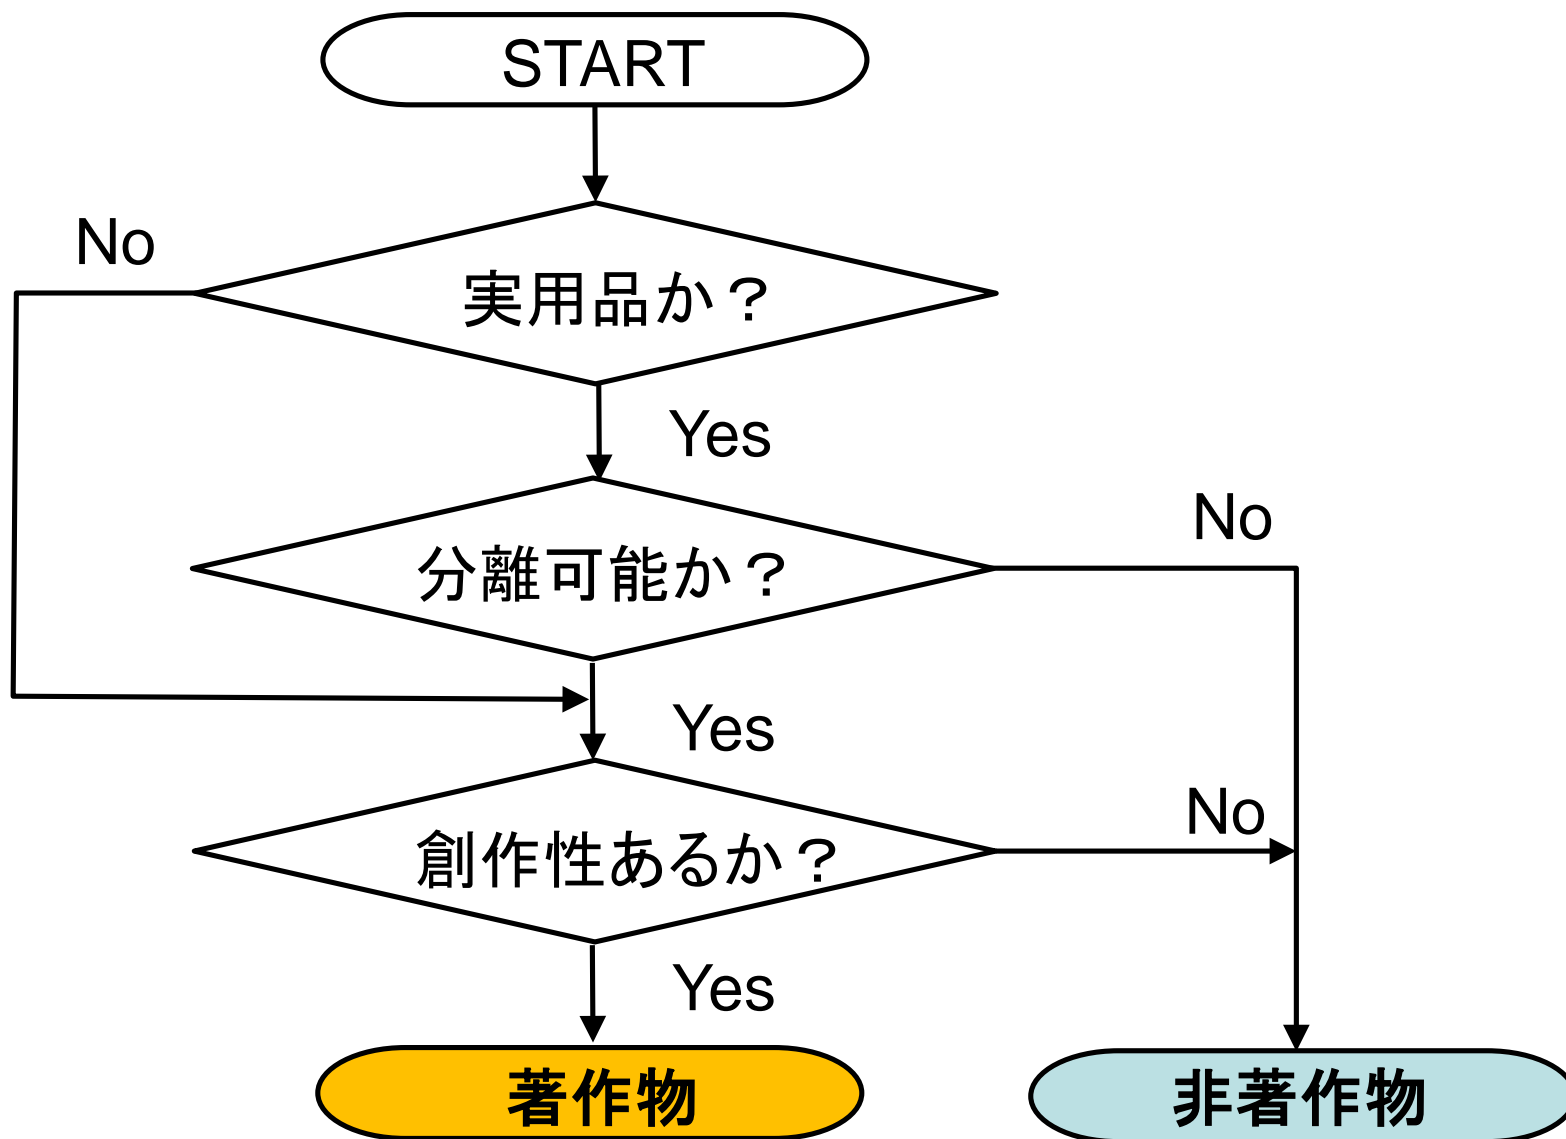 START
No
実用品か？
Yes
No
分離可能か？
Yes
No
創作性あるか？
Yes
著作物
非著作物